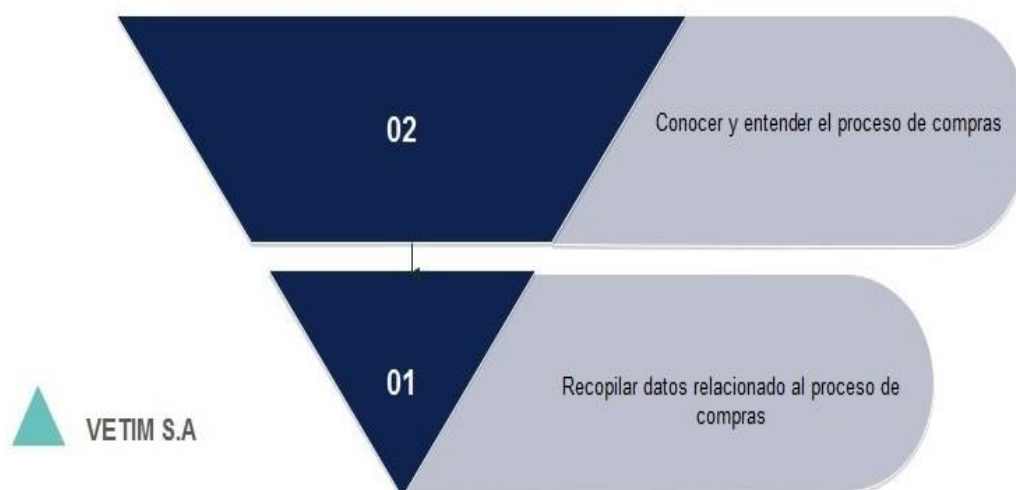 02
Conocer y entender el proceso de compras
01
Recopilar datos relacionado al proceso de
compras
VETIM S.A